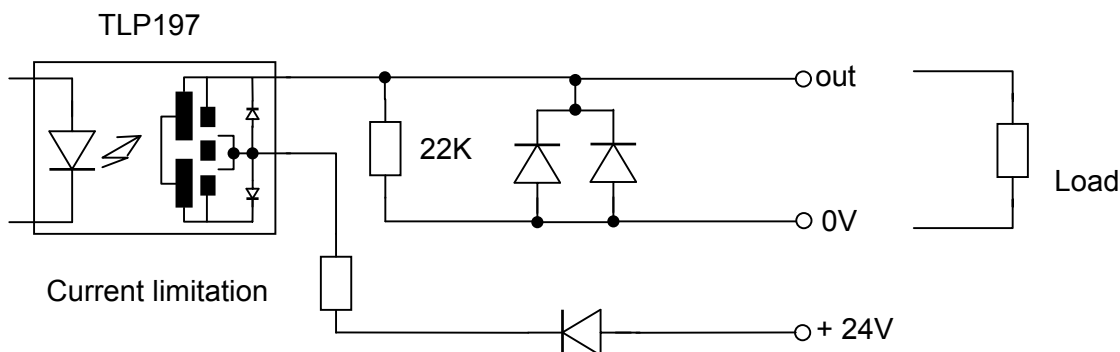 TLP197
out
22K
Load
0V
Current limitation
+ 24V